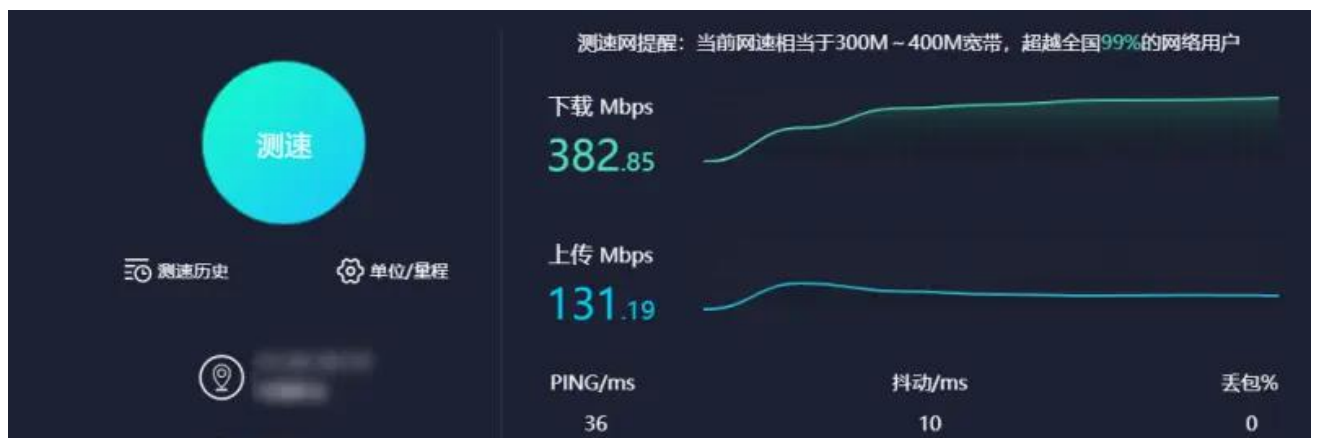 测速网提醒：当前网速相当于300M～400M宽带，超越全国99%的网络用户
测速
测速历史
单位/量程
下载 Mbps
382.85
上传 Mbps
131.19
PING/ms 抖动/ms 丢包%
36 10 0